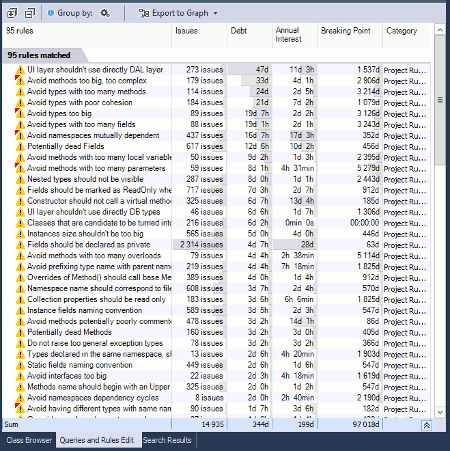 Group by: Export to Graph
95 rules Issues Debt Annual Interest Breaking Point Category
95 rules matched
UI layer shouldn't use directly DAL layer 273 issues 47d 11d 3h 1 537d Project Ru...
Avoid methods too big, too complex 179 issues 33d 4d 1h 2 906d Project Ru...
Avoid types with too many methods 114 issues 24d 2d 5h 3 214d Project Ru...
Avoid types with poor cohesion 184 issues 21d 7d 2h 1 079d Project Ru...
Avoid types too big 89 issues 19d 7h 2d 2h 3 126d Project Ru...
Avoid types with too many fields 88 issues 19d 2h 2d 1h 3 243d Project Ru...
Avoid namespaces mutually dependent 437 issues 16d 7h 17d 3h 352d Project Ru...
Potentially dead Fields 617 issues 12d 6h 10d 2h 456d Project Ru...
Avoid methods with too many local variable 50 issues 9d 2h 1d 3h 2 395d Project Ru...
Avoid methods with too many parameters 59 issues 8d 1h 4h 31min 5 279d Project Ru...
Nested types should not be visible 287 issues 8d 0h 1d 1h 2 443d Project Ru...
Fields should be marked as ReadOnly whe 717 issues 7d 3h 2d 7h 912d Project Ru...
Constructor should not call a virtual method 325 issues 6d 7h 13d 4h 185d Project Ru...
UI layer shouldn't use directly DB types 46 issues 6d 1h 1d 7h 1 306d Project Ru...
Classes that are candidate to be turned into 216 issues 6d 2h 0min 0s 00:00:00 Project Ru...
Instances size shouldn't be too big 565 issues 5d 0h 4d 0h 446d Project Ru...
Fields should be declared as private 2 314 issues 4d 7h 28d 63d Project Ru...
Avoid methods with too many overloads 79 issues 4d 4h 2h 38min 5 114d Project Ru...
Avoid prefixing type name with parent name 219 issues 4d 4h 7h 18min 1 825d Project Ru...
Overrides of Method() should call base Me 189 issues 4d 0h 1d 4h 912d Project Ru...
Namespace name should correspond to file 608 issues 3d 7h 2d 4h 570d Project Ru...
Collection properties should be read only 183 issues 3d 6h 6h 6min 1 825d Project Ru...
Instance fields naming convention 589 issues 3d 5h 2d 3h 547d Project Ru...
Avoid methods potentially poorly commente 478 issues 3d 2h 14d 1h 86d Project Ru...
Potentially dead Methods 160 issues 3d 2h 3d 0h 405d Project Ru...
Do not raise too general exception types 78 issues 3d 2h 3d 2h 366d Project Ru...
Types declared in the same namespace, sh 13 issues 2d 6h 4h 20min 1 903d Project Ru...
Static fields naming convention 449 issues 2d 6h 1d 6h 547d Project Ru...
Avoid interfaces too big 22 issues 2d 3h 4h 18min 1 619d Project Ru...
Methods name should begin with an Upper 325 issues 2d 0h 1d 2h 547d Project Ru...
Avoid namespaces dependency cycles 8 issues 2d 0h 2h 40min 2 190d Project Ru...
Avoid having different types with same nam 90 issues 1d 7h 3d 6h 182d Project Ru...
Sum 14 935 344d 199d 97 018d
Class Browser Queries and Rules Edit Search Results